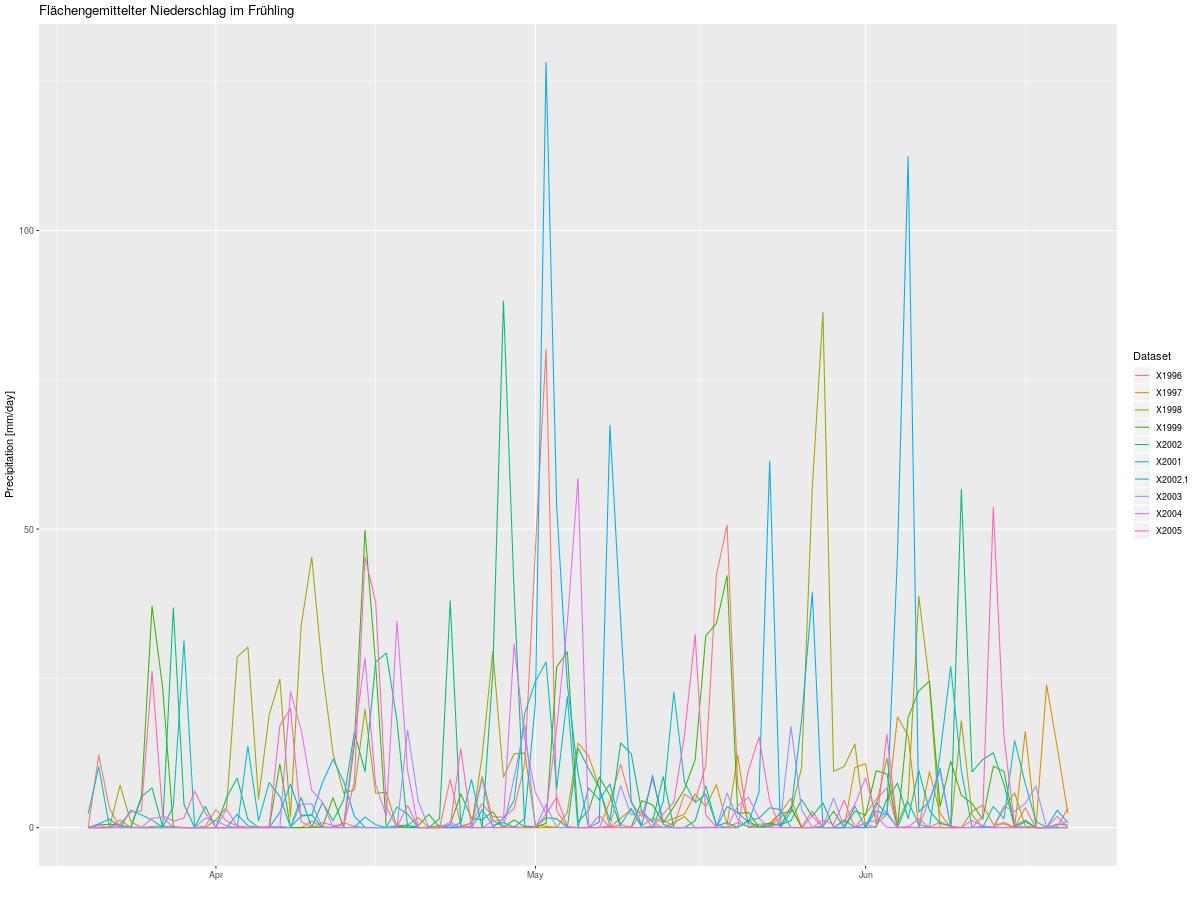 Flächengemittelter Niederschlag im Frühling
Precipitation [mm/day]
100
50
0
Apr
May
Jun
Dataset
X1996
X1997
X1998
X1999
X2002
X2001
X2002.1
X2003
X2004
X2005